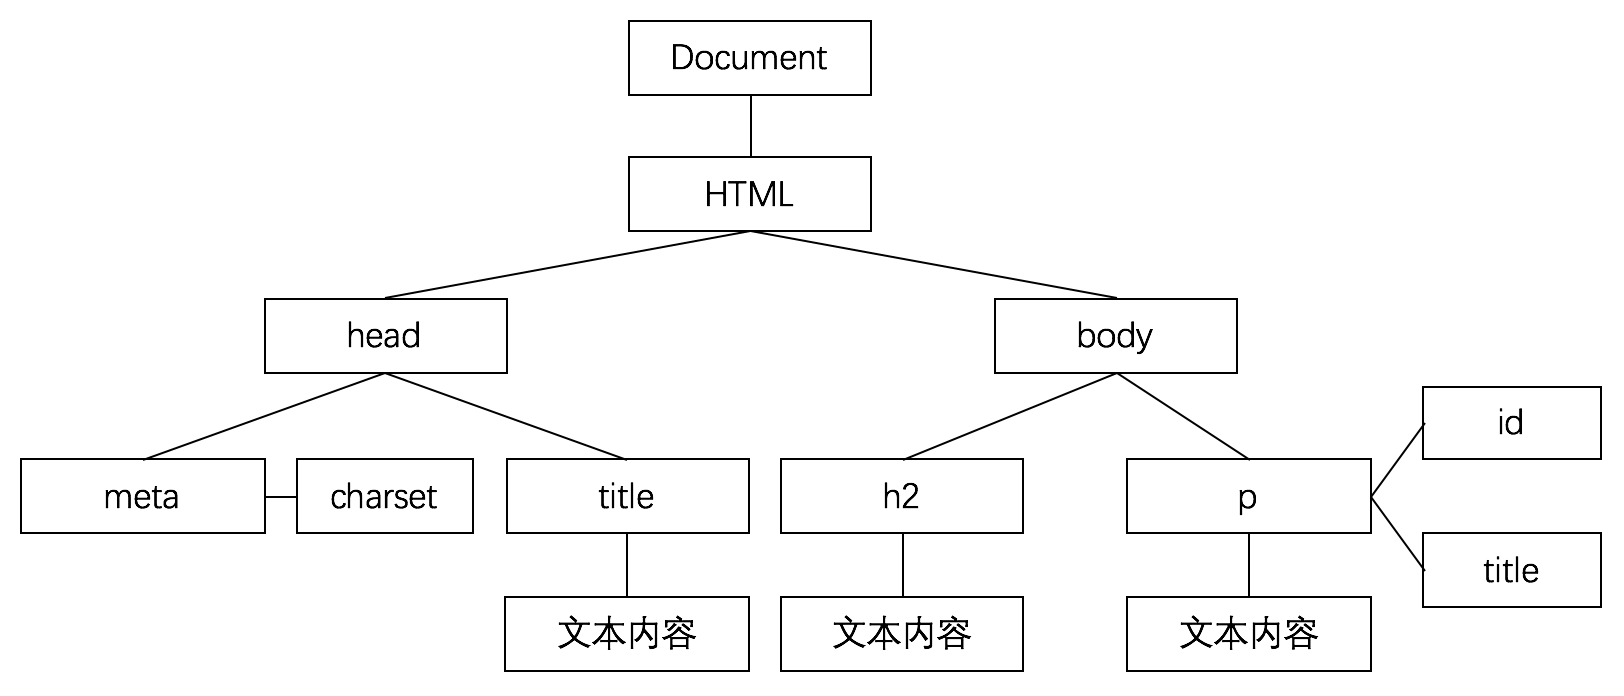 Document
HTML
head
body
id
meta
charset
title
h2
p
title
文本内容
文本内容
文本内容